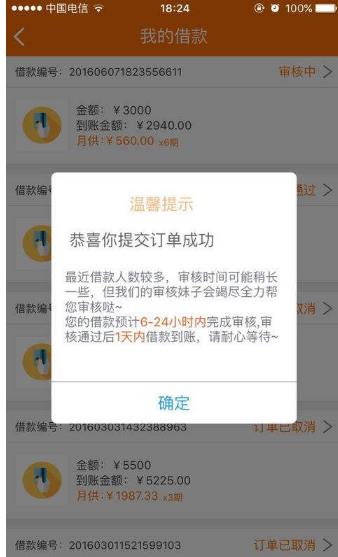 中国电信
18:24
100%
我的借款
借款编号：201606071823556611
审核中
金额：￥3000
到账金额：￥2940.00
月供：￥560.00 x6期
借款编
通过
温馨提示
恭喜你提交订单成功
最近借款人数较多，审核时间可能稍长
一些，但我们的审核妹子会竭尽全力帮
您审核哒~
您的借款预计6-24小时内完成审核,审
核通过后1天内借款到账，请耐心等待~
确定
借款编
取消
借款编号：201603031432388963
订单已取消
金额：￥5500
到账金额：￥5225.00
月供：￥1987.33 x3期
借款编号：201603011521599103
订单已取消